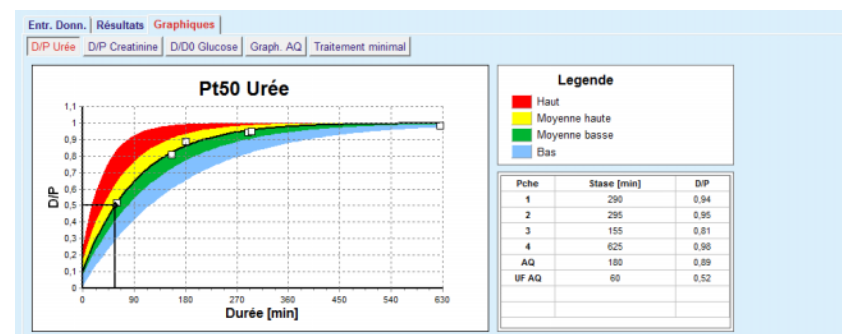 Entr. Donn. Résultats Graphiques
D/P Urée D/P Creatinine D/D0 Glucose Graph. AQ Traitement minimal
Pt50 Urée
1,1
1
0,9
0,8
0,7
0,6
0,5
0,4
0,3
0,2
0,1
0
D/P
0 90 180 270 360 450 540 630
Durée [min]
Legende
Haut
Moyenne haute
Moyenne basse
Bas
Pche Stase [min] D/P
1 290 0,94
2 295 0,95
3 155 0,81
4 625 0,98
AQ 180 0,89
UF AQ 60 0,52